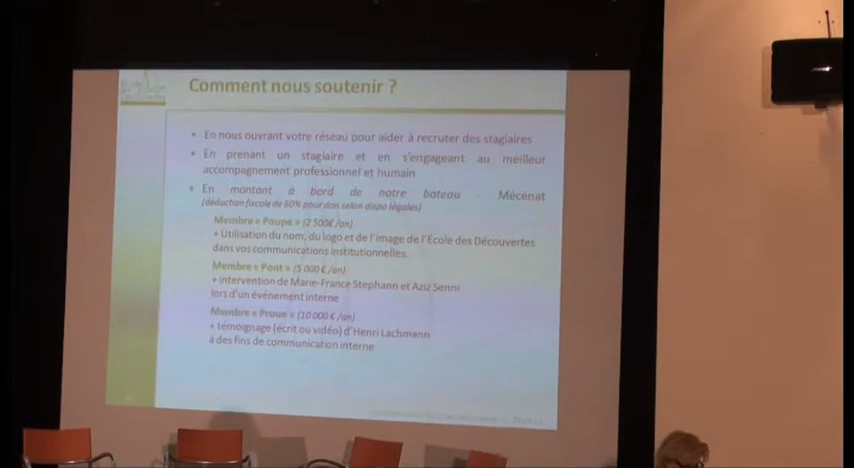 Comment nous soutenir ?
• En nous ouvrant votre réseau pour aider à recruter des stagiaires
• En prenant un stagiaire et en s'engageant au meilleur
accompagnement professionnel et humain
• En montant à bord de notre bateau - Mécénat
(déduction fiscale de 60% pour don selon dispo légales)
Membre « Poupe » (2 500€ /an)
+ Utilisation du nom, du logo et de l'image de l'École des Découvertes
dans vos communications institutionnelles.
Membre « Pont » (5 000 € /an)
+ intervention de Marie-France Stephann et Aziz Senni
lors d'un événement interne
Membre « Proue » (10 000 € /an)
+ témoignage (écrit ou vidéo) d'Henri Lachmann
à des fins de communication interne